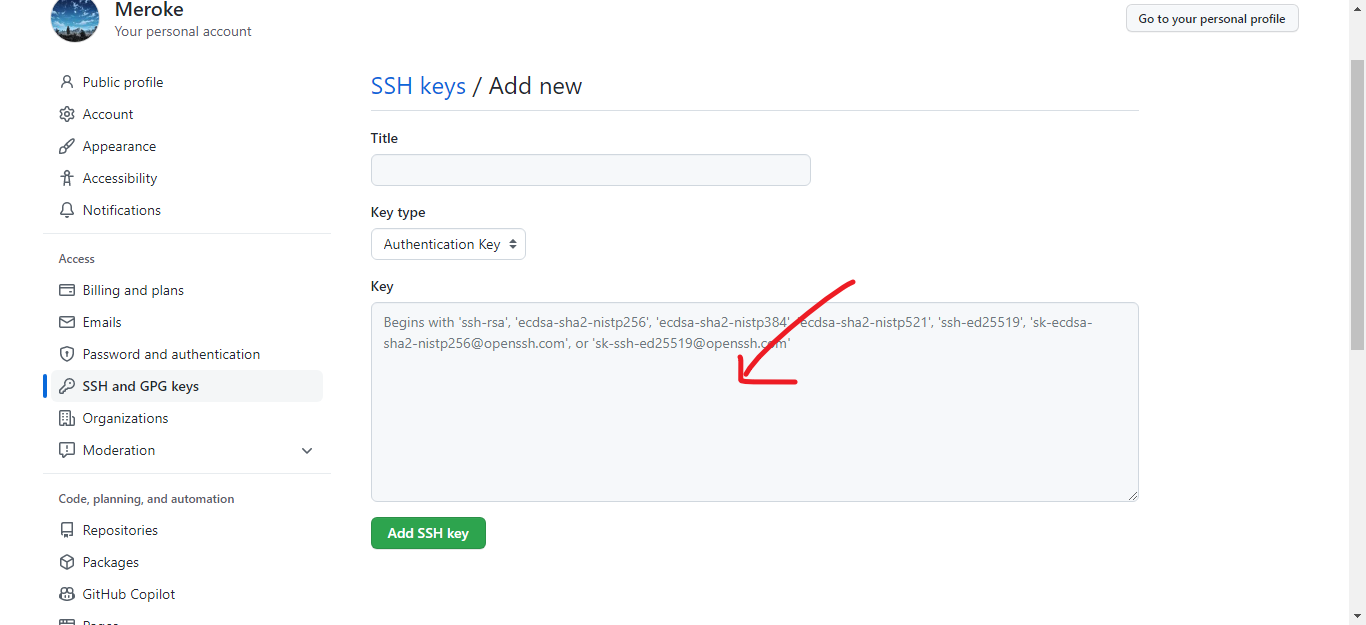 Meroke
Your personal account
Go to your personal profile
Public profile
Account
Appearance
Accessibility
Notifications
Access
Billing and plans
Emails
Password and authentication
SSH and GPG keys
Organizations
Moderation
Code, planning, and automation
Repositories
Packages
GitHub Copilot
Pages
SSH keys / Add new
Title
Key type
Authentication Key
Key
Begins with 'ssh-rsa', 'ecdsa-sha2-nistp256', 'ecdsa-sha2-nistp384', 'ecdsa-sha2-nistp521', 'ssh-ed25519', 'sk-ecdsa-
sha2-nistp256@openssh.com', or 'sk-ssh-ed25519@openssh.com'
Add SSH key